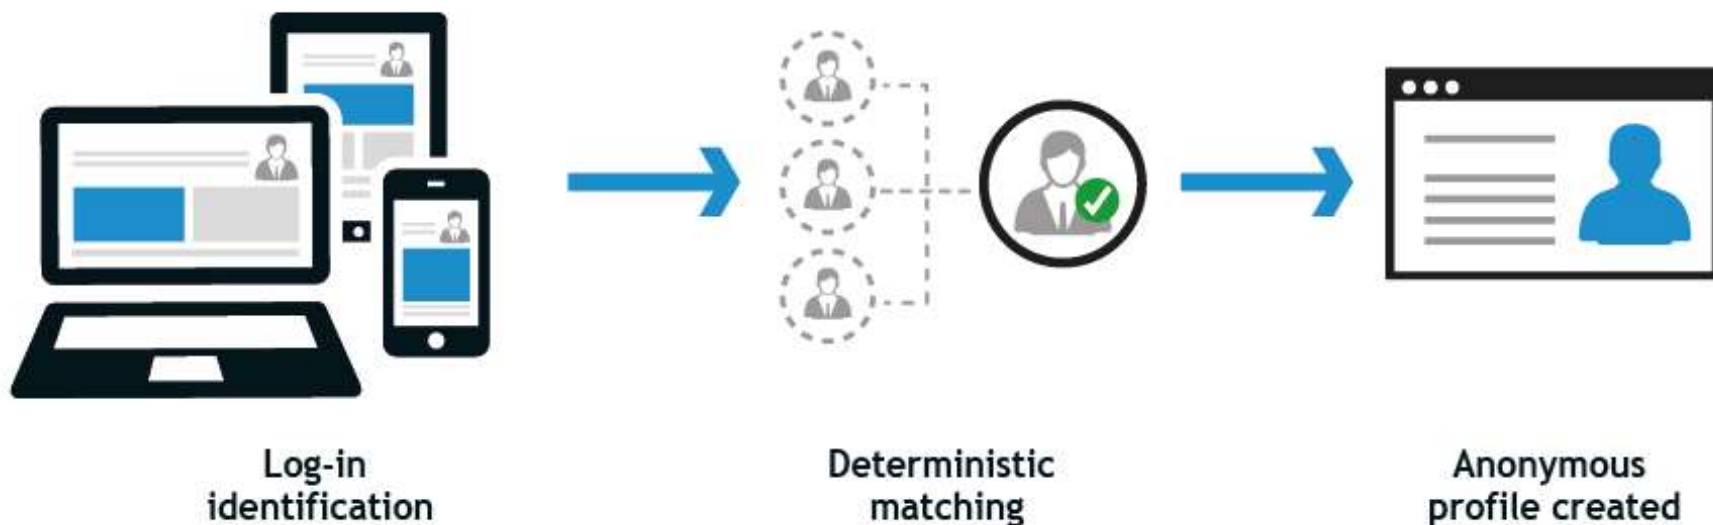 Log-in
identification
Deterministic
matching
Anonymous
profile created